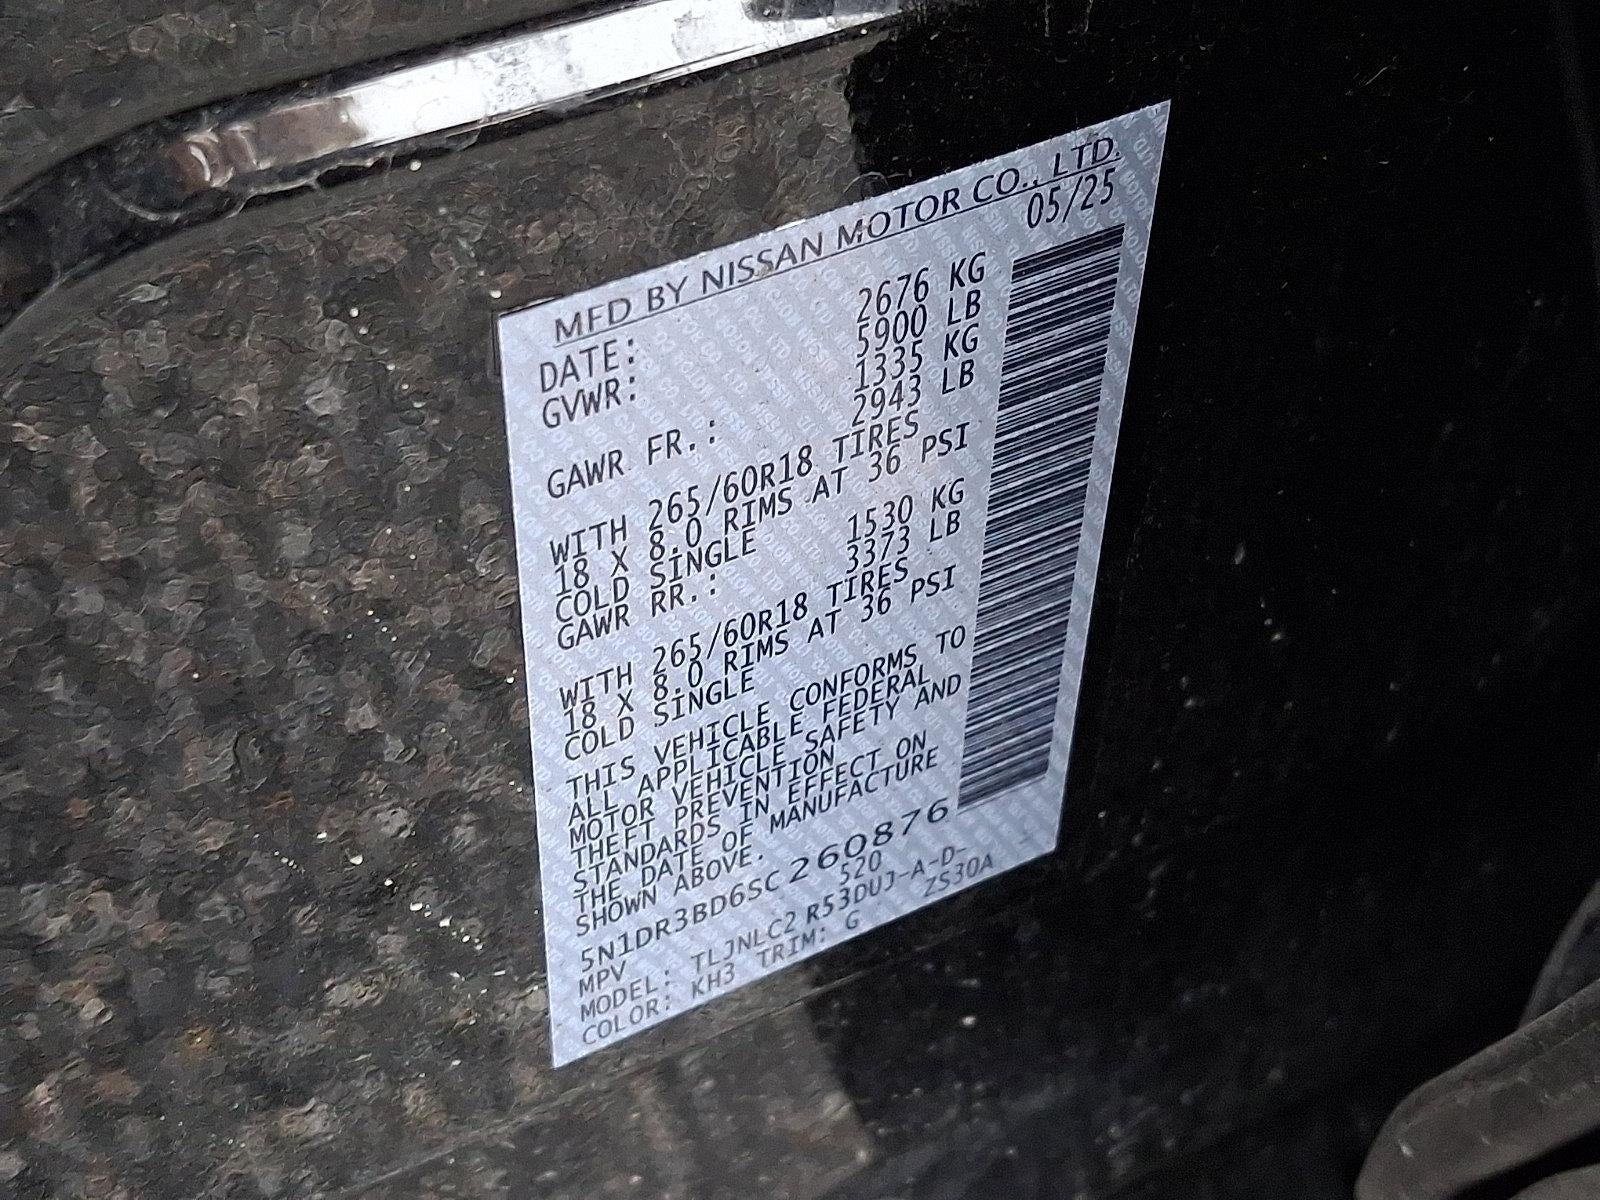 MFD BY NISSAN MOTOR CO., LTD.
DATE: 05/25
GVWR: 2676 KG
5900 LB
GAWR FR.: 1335 KG
2943 LB
WITH 265/60R18 TIRES
18 X 8.0 RIMS AT 36 PSI
COLD SINGLE
GAWR RR.: 1530 KG
3373 LB
WITH 265/60R18 TIRES
18 X 8.0 RIMS AT 36 PSI
COLD SINGLE
THIS VEHICLE CONFORMS TO
ALL APPLICABLE FEDERAL
MOTOR VEHICLE SAFETY AND
THEFT PREVENTION
STANDARDS IN EFFECT ON
THE DATE OF MANUFACTURE
SHOWN ABOVE.
5N1DR3BD6SC260876
MPV 520
MODEL: TLJNLC2 R53DUJ-A-D-
COLOR: KH3 TRIM: G ZS30A